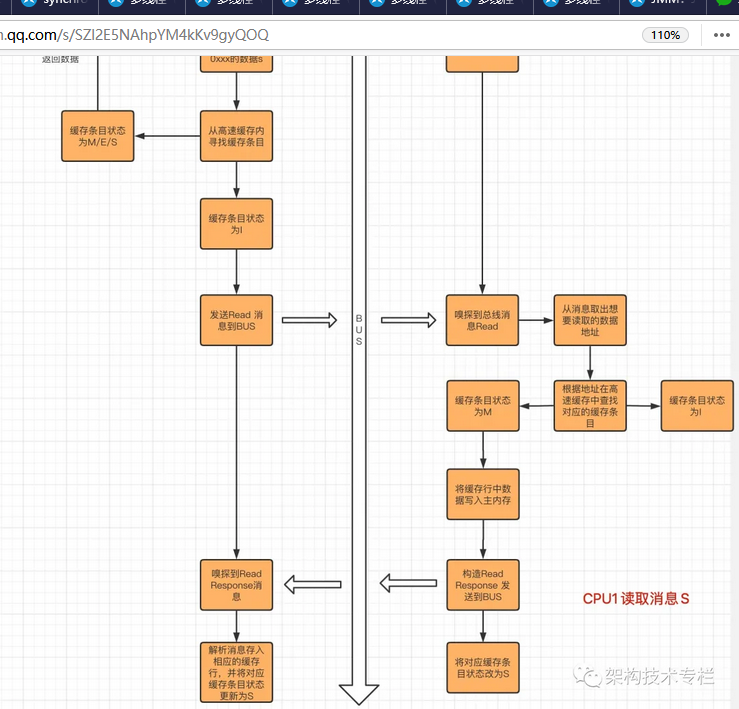 synchr
多线程
多线程
多线程
多线程
多线程
多线程
JMM:
n.qq.com/s/SZI2E5NAhpYM4kKv9gyQOQ
110%
返回数据
0xxx的数据s
缓存条目状态
为M/E/S
从高速缓存内
寻找缓存条目
缓存条目状态
为I
发送Read 消
息到BUS
B
U
S
嗅探到总线消
息Read
从消息取出想
要读取的数据
地址
缓存条目状态
为M
根据地址在高
速缓存中查找
对应的缓存条
目
缓存条目状态
为I
将缓存行中数
据写入主内存
嗅探到Read
Response消
息
构造Read
Response 发
送到BUS
CPU1 读取消息 S
解析消息存入
相应的缓存
行，并将对应
缓存条目状态
更新为S
将对应缓存条
目状态改为S
架构技术专栏